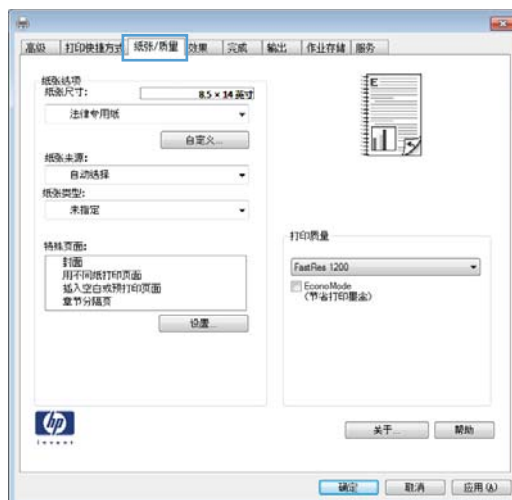 高级 打印快捷方式 纸张/质量 效果 完成 输出 作业存储 服务
纸张选项
纸张尺寸: 8.5 × 14 英寸
法律专用纸
自定义...
纸张来源:
自动选择
纸张类型:
未指定
特殊页面:
封面
用不同纸打印页面
插入空白或预打印页面
章节分隔页
设置...
E
打印质量
FastRes 1200
EconoMode
(节省打印墨盒)
hp
invent
关于... 帮助
确定 取消 应用(A)